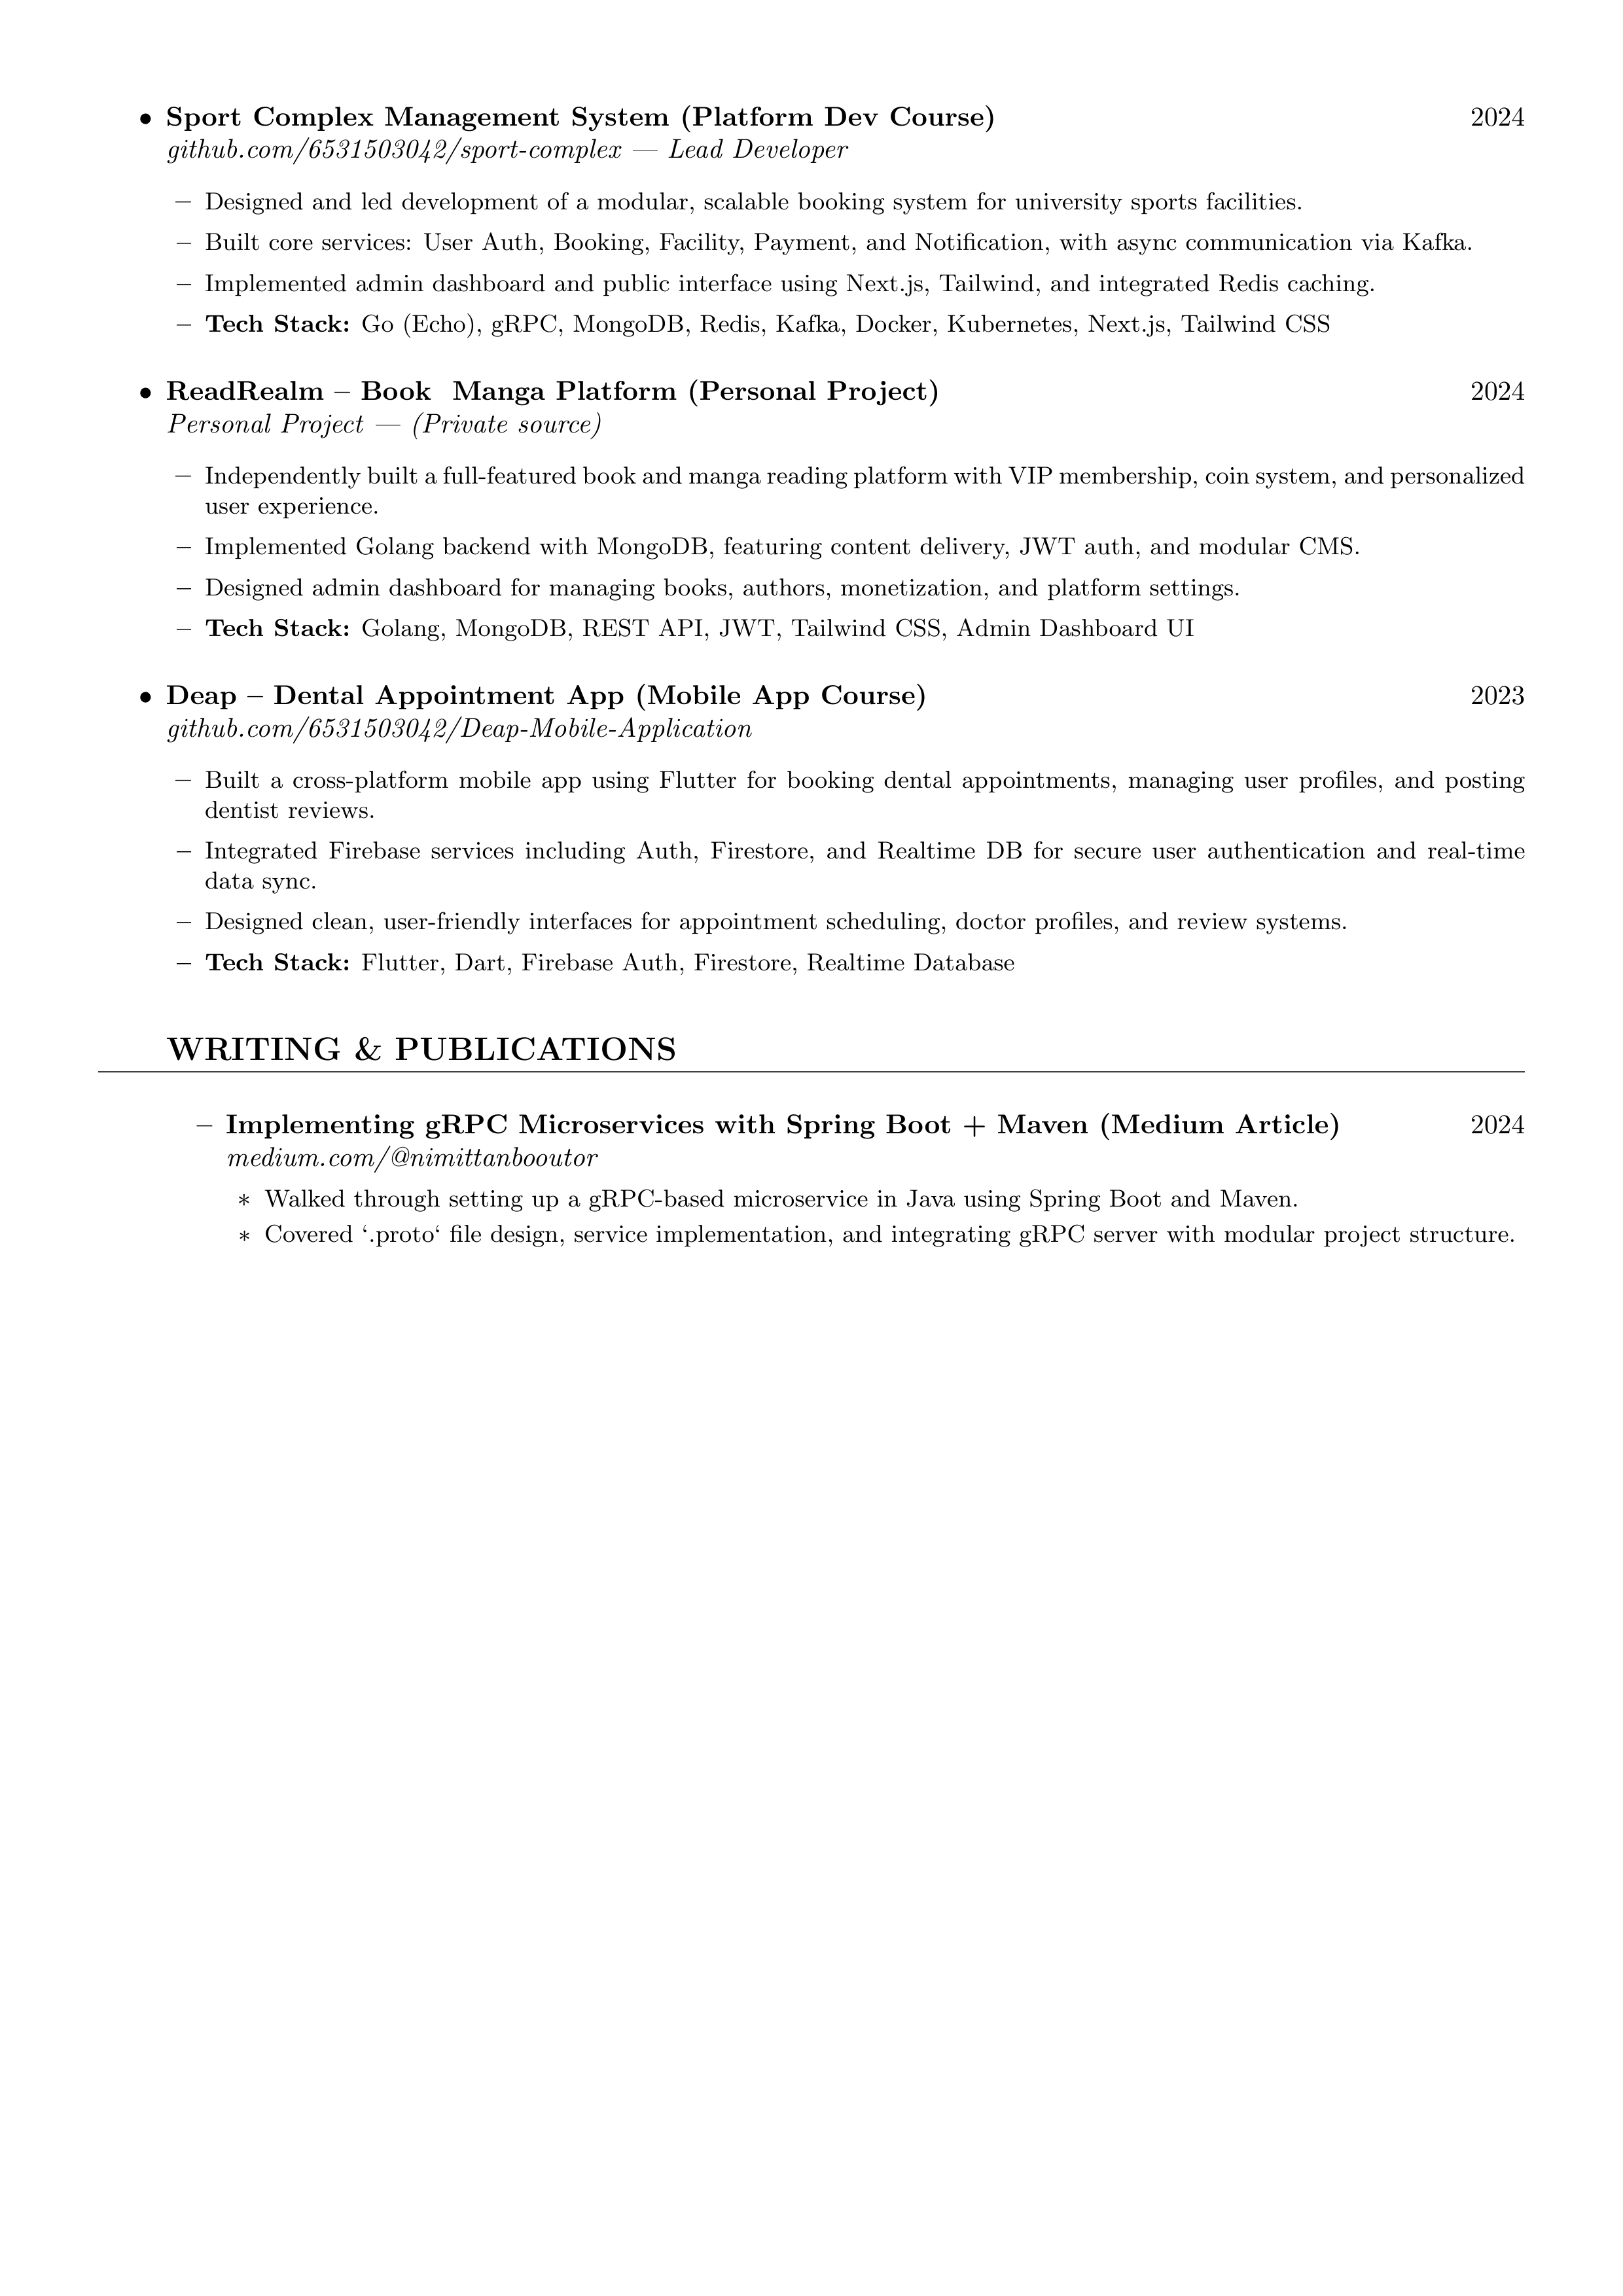 • Sport Complex Management System (Platform Dev Course) 2024
github.com/6531503042/sport-complex — Lead Developer
– Designed and led development of a modular, scalable booking system for university sports facilities.
– Built core services: User Auth, Booking, Facility, Payment, and Notification, with async communication via Kafka.
– Implemented admin dashboard and public interface using Next.js, Tailwind, and integrated Redis caching.
– Tech Stack: Go (Echo), gRPC, MongoDB, Redis, Kafka, Docker, Kubernetes, Next.js, Tailwind CSS
• ReadRealm – Book  Manga Platform (Personal Project) 2024
Personal Project — (Private source)
– Independently built a full-featured book and manga reading platform with VIP membership, coin system, and personalized
user experience.
– Implemented Golang backend with MongoDB, featuring content delivery, JWT auth, and modular CMS.
– Designed admin dashboard for managing books, authors, monetization, and platform settings.
– Tech Stack: Golang, MongoDB, REST API, JWT, Tailwind CSS, Admin Dashboard UI
• Deap – Dental Appointment App (Mobile App Course) 2023
github.com/6531503042/Deap-Mobile-Application
– Built a cross-platform mobile app using Flutter for booking dental appointments, managing user profiles, and posting
dentist reviews.
– Integrated Firebase services including Auth, Firestore, and Realtime DB for secure user authentication and real-time
data sync.
– Designed clean, user-friendly interfaces for appointment scheduling, doctor profiles, and review systems.
– Tech Stack: Flutter, Dart, Firebase Auth, Firestore, Realtime Database
WRITING & PUBLICATIONS
– Implementing gRPC Microservices with Spring Boot + Maven (Medium Article) 2024
medium.com/@nimittanbooutor
∗ Walked through setting up a gRPC-based microservice in Java using Spring Boot and Maven.
∗ Covered ‘.proto‘ file design, service implementation, and integrating gRPC server with modular project structure.